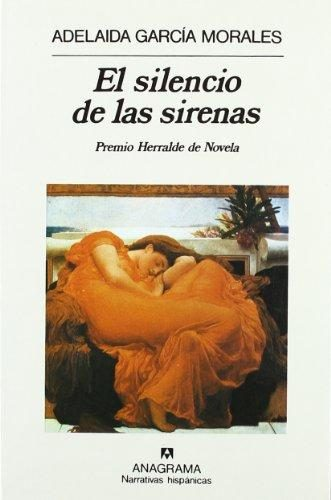 ADELAIDA GARCÍA MORALES
El silencio
de las sirenas
Premio Herralde de Novela
ANAGRAMA
Narrativas hispánicas